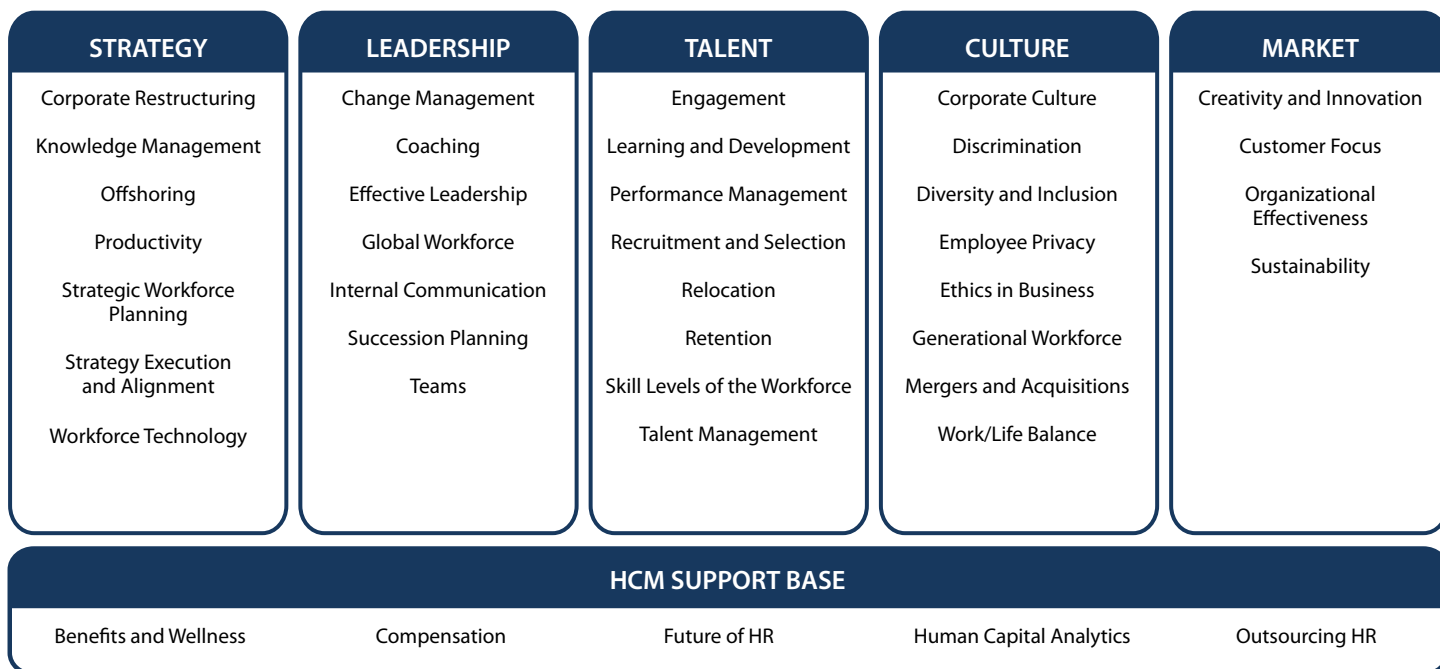 STRATEGY
Corporate Restructuring
Knowledge Management
Offshoring
Productivity
Strategic Workforce
Planning
Strategy Execution
and Alignment
Workforce Technology
LEADERSHIP
Change Management
Coaching
Effective Leadership
Global Workforce
Internal Communication
Succession Planning
Teams
TALENT
Engagement
Learning and Development
Performance Management
Recruitment and Selection
Relocation
Retention
Skill Levels of the Workforce
Talent Management
CULTURE
Corporate Culture
Discrimination
Diversity and Inclusion
Employee Privacy
Ethics in Business
Generational Workforce
Mergers and Acquisitions
Work/Life Balance
MARKET
Creativity and Innovation
Customer Focus
Organizational
Effectiveness
Sustainability
HCM SUPPORT BASE
Benefits and Wellness
Compensation
Future of HR
Human Capital Analytics
Outsourcing HR